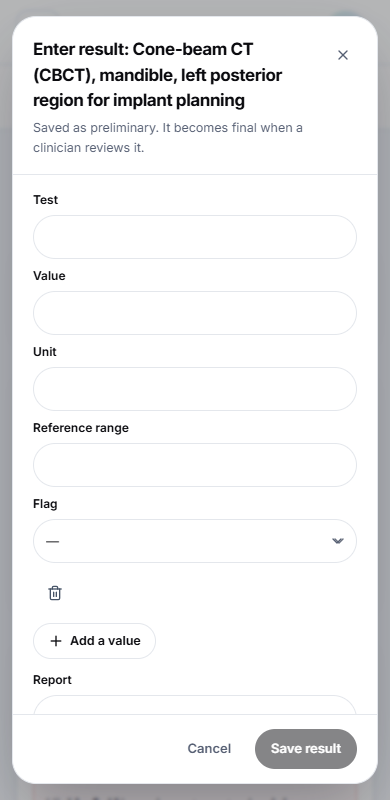 Enter result: Cone-beam CT
(CBCT), mandible, left posterior
region for implant planning
Saved as preliminary. It becomes final when a
clinician reviews it.
Test
Value
Unit
Reference range
Flag
—
Add a value
Report
Cancel
Save result